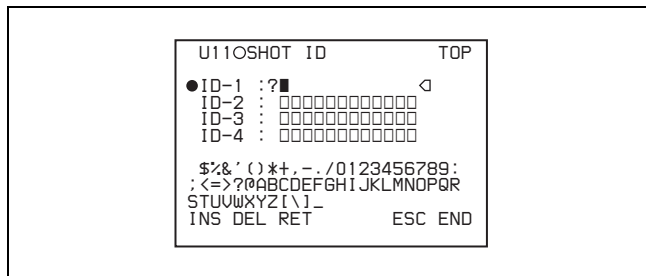 U11○SHOT ID TOP
●ID-1 :?■ ◁
ID-2 : □□□□□□□□□□□□
ID-3 : □□□□□□□□□□□□
ID-4 : □□□□□□□□□□□□
$%&'()*+,-./0123456789:
;<=>?@ABCDEFGHIJKLMNOPQR
STUVWXYZ[\]_
INS DEL RET ESC END